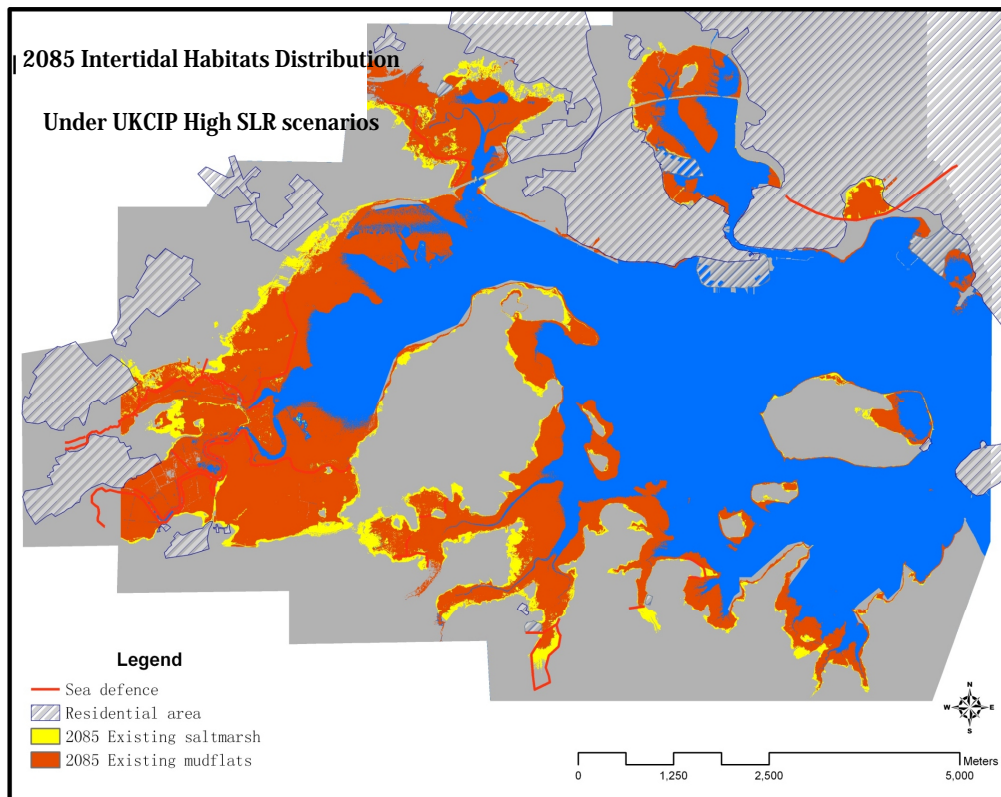 2085 Intertidal Habitats Distribution
Under UKCIP High SLR scenarios
N
W E
S
Legend
Sea defence
Residential area
2085 Existing saltmarsh
2085 Existing mudflats
Meters
0 1,250 2,500 5,000